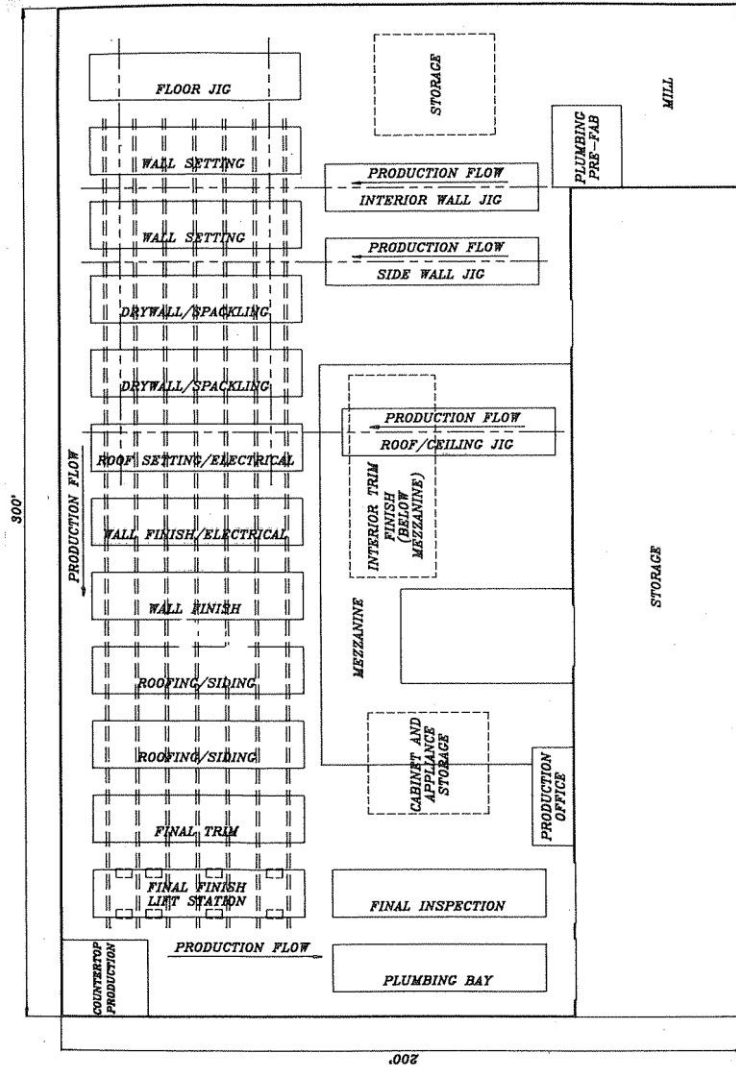 300'
FLOOR JIG
STORAGE
MILL
PLUMBING
PRE-FAB
WALL SETTING
PRODUCTION FLOW
INTERIOR WALL JIG
WALL SETTING
PRODUCTION FLOW
SIDE WALL JIG
DRYWALL/SPACKLING
DRYWALL/SPACKLING
PRODUCTION FLOW
ROOF/CEILING JIG
ROOF SETTING/ELECTRICAL
PRODUCTION FLOW
INTERIOR TRIM
FINISH
(BELOW
MEZZANINE)
WALL FINISH/ELECTRICAL
WALL FINISH
STORAGE
MEZZANINE
ROOFING/SIDING
ROOFING/SIDING
CABINET AND
APPLIANCE
STORAGE
PRODUCTION
OFFICE
FINAL TRIM
FINAL FINISH
LIFT STATION
FINAL INSPECTION
PRODUCTION FLOW
COUNTERTOP
PRODUCTION
PLUMBING BAY
200'